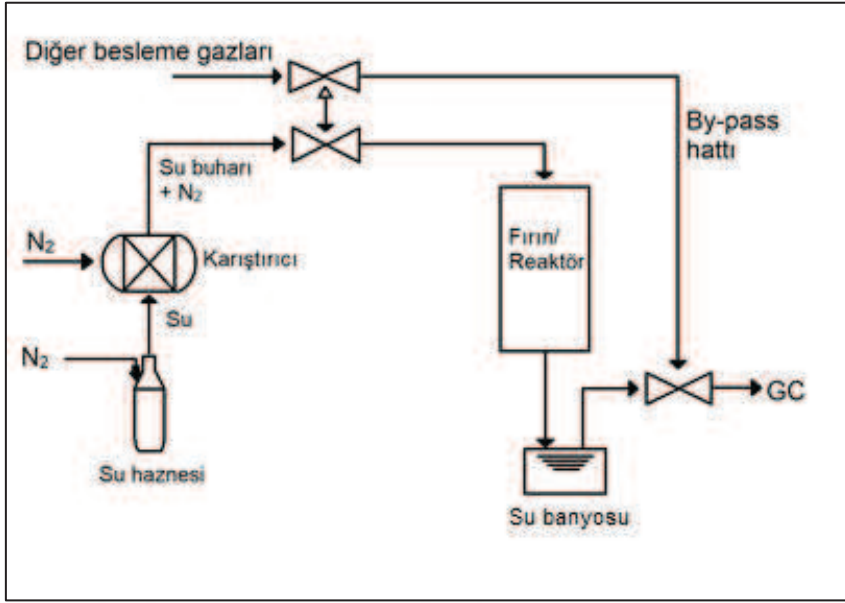 Diğer besleme gazları
By-pass
hattı
Su buharı
+ N₂
Fırın/
Reaktör
N₂
Karıştırıcı
Su
N₂
GC
Su haznesi
Su banyosu